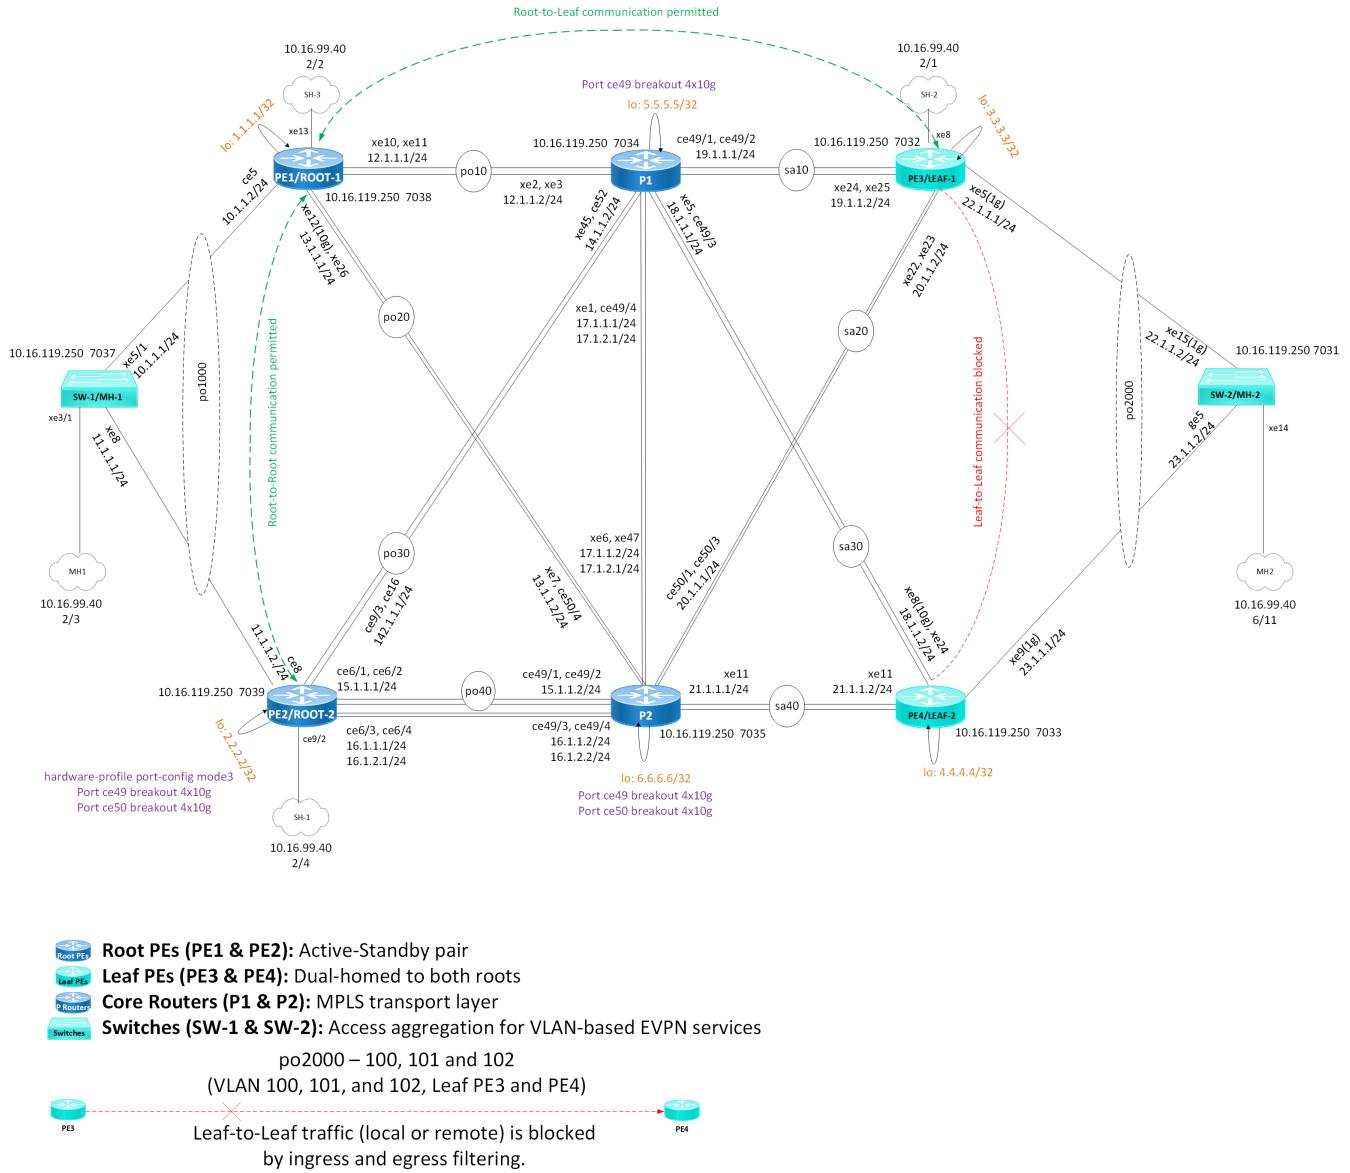 Root-to-Leaf communication permitted
10.16.99.40
2/2
SH-3
xe13
lo: 1.1.1.1/32
PE1/ROOT-1
10.16.119.250  7038
ce5
10.1.1.2/24
xe10, xe11
12.1.1.1/24
po10
xe2, xe3
12.1.1.2/24
Port ce49 breakout 4x10g
lo: 5.5.5.5/32
10.16.119.250  7034
P1
ce49/1, ce49/2
19.1.1.1/24
sa10
10.16.119.250  7032
xe24, xe25
19.1.1.2/24
10.16.99.40
2/1
SH-2
xe8
lo: 3.3.3.3/32
PE3/LEAF-1
xe5(1g)
22.1.1.1/24
xe12(10g), xe26
13.1.1.1/24
xe45, ce52
14.1.1.2/24
xe5, ce49/3
18.1.1.1/24
xe22, xe23
20.1.1.2/24
po20
sa20
xe1, ce49/4
17.1.1.1/24
17.1.2.1/24
Root-to-Root communication permitted
Leaf-to-Leaf communication blocked
po1000
po2000
10.16.119.250  7037
xe5/1
10.1.1.1/24
SW-1/MH-1
xe3/1
xe8
11.1.1.1/24
MH1
10.16.99.40
2/3
xe15(1g)
22.1.1.2/24
10.16.119.250 7031
SW-2/MH-2
ge5
23.1.1.2/24
xe14
MH2
10.16.99.40
6/11
po30
sa30
xe6, xe47
17.1.1.2/24
17.1.2.1/24
ce9/3, ce16
142.1.1.1/24
xe7, ce50/4
13.1.1.2/24
ce50/1, ce50/3
20.1.1.1/24
xe8(10g), xe24
18.1.1.2/24
xe9(1g)
23.1.1.1/24
11.1.1.2./24
ce8
10.16.119.250  7039
PE2/ROOT-2
lo: 2.2.2.2/32
ce9/2
ce6/1, ce6/2
15.1.1.1/24
po40
ce49/1, ce49/2
15.1.1.2/24
ce6/3, ce6/4
16.1.1.1/24
16.1.2.1/24
ce49/3, ce49/4
16.1.1.2/24
16.1.2.2/24
P2
10.16.119.250  7035
xe11
21.1.1.1/24
sa40
xe11
21.1.1.2/24
PE4/LEAF-2
10.16.119.250  7033
lo: 4.4.4.4/32
lo: 6.6.6.6/32
Port ce49 breakout 4x10g
Port ce50 breakout 4x10g
hardware-profile port-config mode3
Port ce49 breakout 4x10g
Port ce50 breakout 4x10g
SH-1
10.16.99.40
2/4
Root PEs
Root PEs (PE1 & PE2): Active-Standby pair
Leaf PEs
Leaf PEs (PE3 & PE4): Dual-homed to both roots
P Routers
Core Routers (P1 & P2): MPLS transport layer
Switches
Switches (SW-1 & SW-2): Access aggregation for VLAN-based EVPN services
po2000 – 100, 101 and 102
(VLAN 100, 101, and 102, Leaf PE3 and PE4)
PE3
PE4
Leaf-to-Leaf traffic (local or remote) is blocked
by ingress and egress filtering.